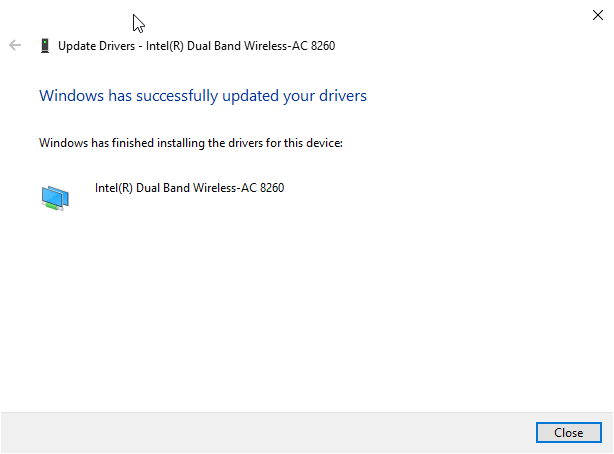 Update Drivers - Intel(R) Dual Band Wireless-AC 8260
Windows has successfully updated your drivers
Windows has finished installing the drivers for this device:
Intel(R) Dual Band Wireless-AC 8260
Close